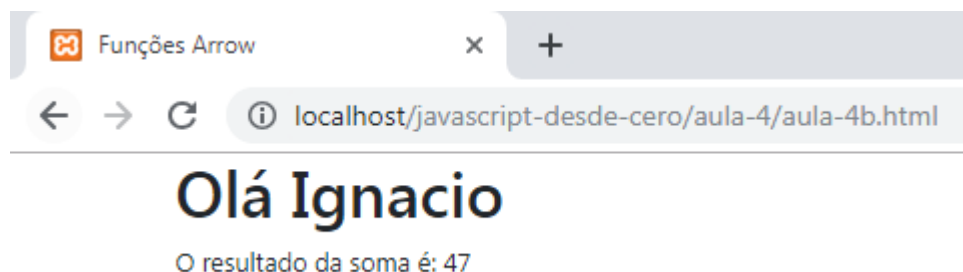 Funções Arrow
localhost/javascript-desde-cero/aula-4/aula-4b.html
Olá Ignacio
O resultado da soma é: 47